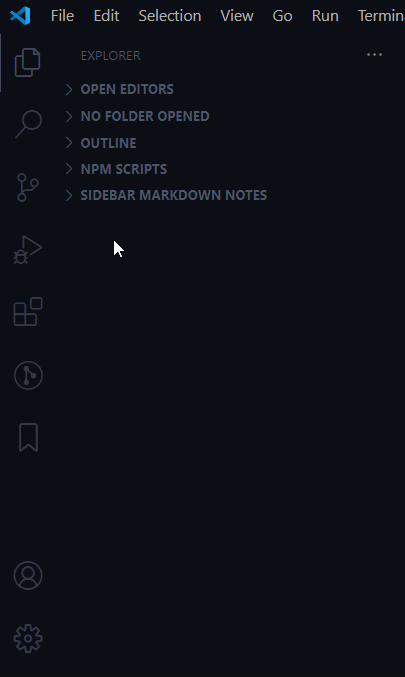 File Edit Selection View Go Run Termin
EXPLORER
OPEN EDITORS
NO FOLDER OPENED
OUTLINE
NPM SCRIPTS
SIDEBAR MARKDOWN NOTES